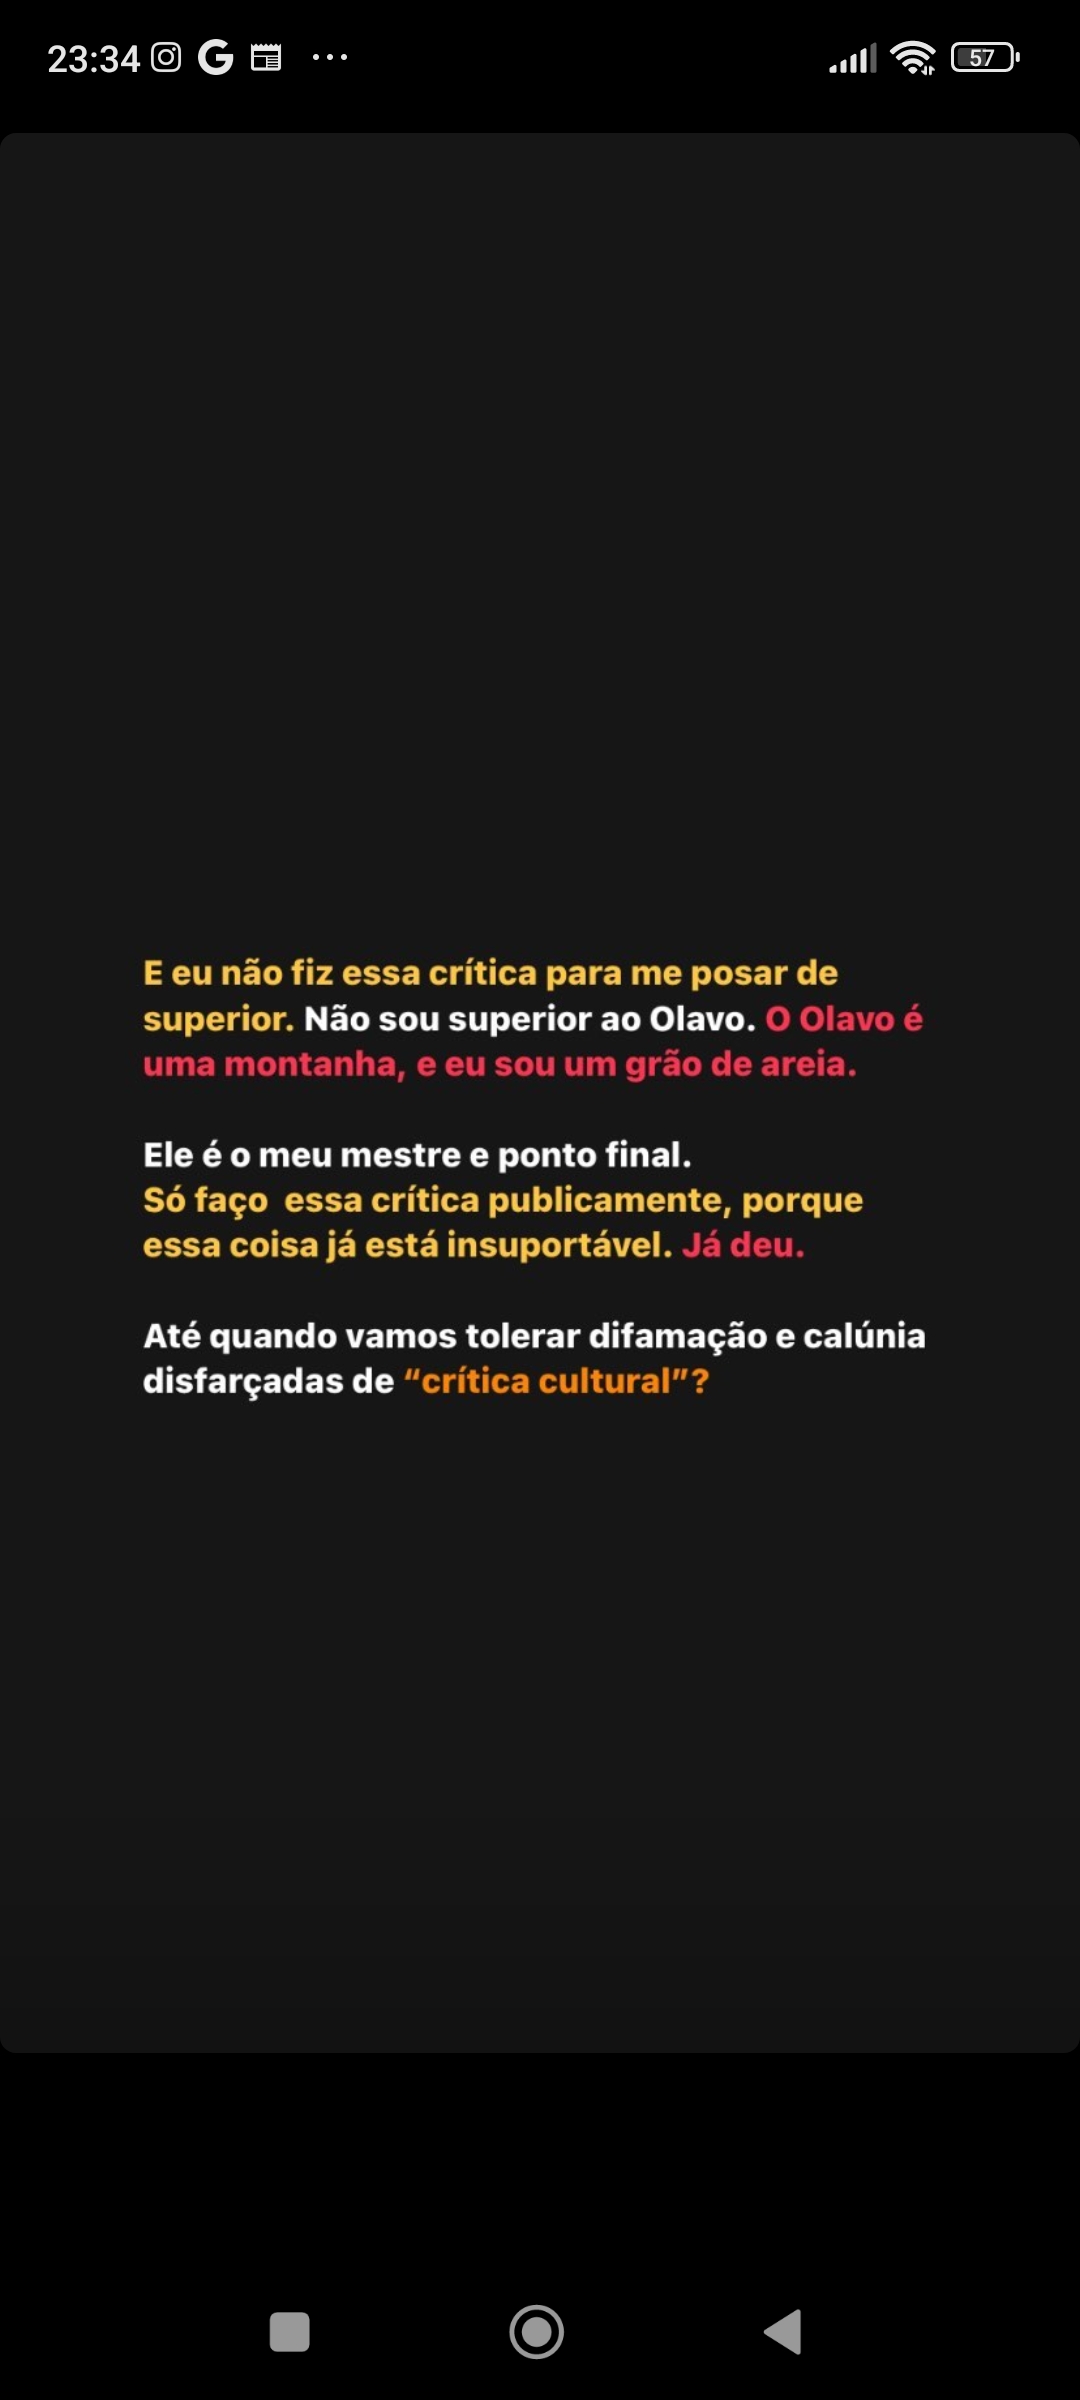 23:34
57
E eu não fiz essa crítica para me posar de
superior. Não sou superior ao Olavo. O Olavo é
uma montanha, e eu sou um grão de areia.
Ele é o meu mestre e ponto final.
Só faço  essa crítica publicamente, porque
essa coisa já está insuportável. Já deu.
Até quando vamos tolerar difamação e calúnia
disfarçadas de “crítica cultural”?